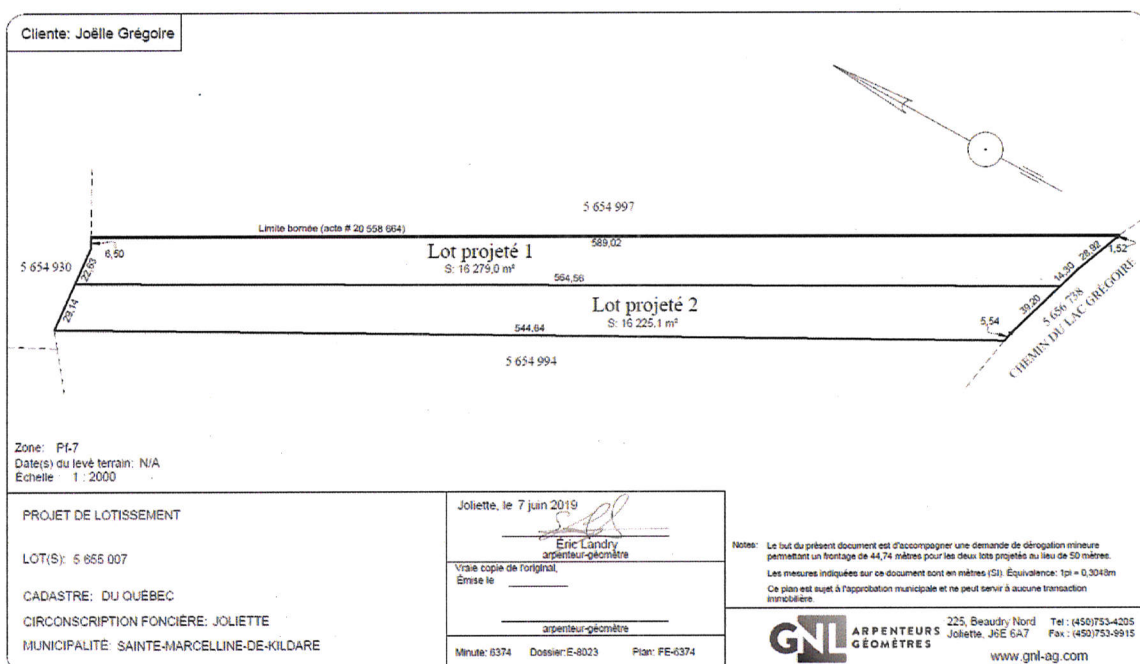 Cliente: Joëlle Grégoire
5 654 997
Limite bornée (acte # 20 558 664)
589,02
6,50
Lot projeté 1
S: 16 279,0 m²
1,52
28,92
14,30
5 654 930
22,63
564,56
29,14
Lot projeté 2
S: 16 225,1 m²
39,20
5 656 738
CHEMIN DU LAC GRÉGOIRE
544,64
5,54
5 654 994
Zone: Pf-7
Date(s) du levé terrain: N/A
Échelle 1 : 2000
PROJET DE LOTISSEMENT
LOT(S): 5 655 007
CADASTRE: DU QUÉBEC
CIRCONSCRIPTION FONCIÈRE: JOLIETTE
MUNICIPALITÉ: SAINTE-MARCELLINE-DE-KILDARE
Joliette, le 7 juin 2019
Éric Landry
arpenteur-géomètre
Vraie copie de l'original,
Émise le
arpenteur-géomètre
Minute: 6374 Dossier: E-8023 Plan: FE-6374
Notes: Le but du présent document est d'accompagner une demande de dérogation mineure
permettant un frontage de 44,74 mètres pour les deux lots projetés au lieu de 50 mètres.
Les mesures indiquées sur ce document sont en mètres (SI). Équivalence: 1pi = 0,3048m
Ce plan est sujet à l'approbation municipale et ne peut servir à aucune transaction
immobilière.
GNL ARPENTEURS GÉOMÈTRES
225, Beaudry Nord Tel : (450)753-4205
Joliette, J6E 6A7 Fax : (450)753-9915
www.gnl-ag.com